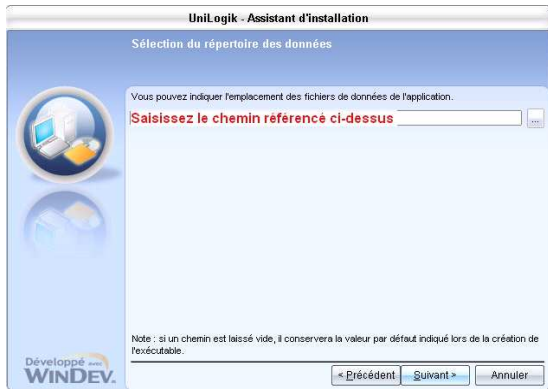 UniLogik - Assistant d'installation
Sélection du répertoire des données
Vous pouvez indiquer l'emplacement des fichiers de données de l'application.
Saisissez le chemin référencé ci-dessus
...
Note : si un chemin est laissé vide, il conservera la valeur par défaut indiqué lors de la création de
l'exécutable.
Développé avec
WINDEV.
< Précédent
Suivant >
Annuler